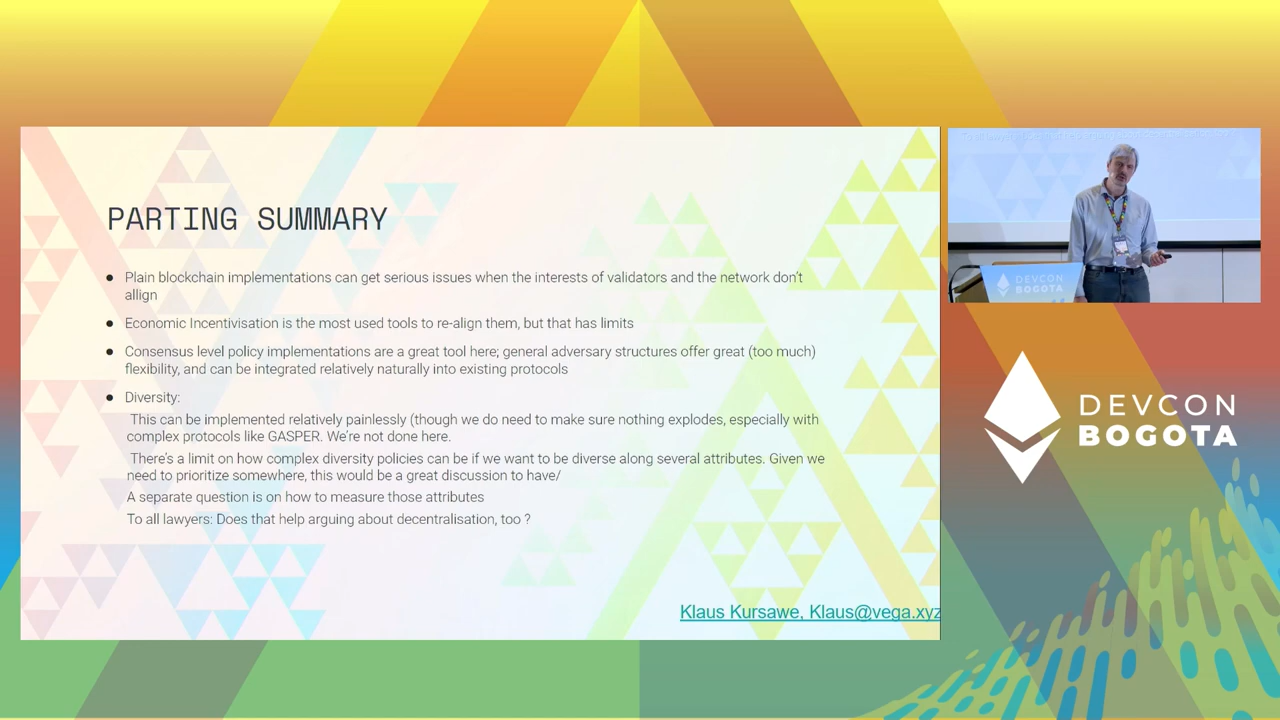 PARTING SUMMARY
● Plain blockchain implementations can get serious issues when the interests of validators and the network don't
allign
● Economic Incentivisation is the most used tools to re-align them, but that has limits
● Consensus level policy implementations are a great tool here; general adversary structures offer great (too much)
flexibility, and can be integrated relatively naturally into existing protocols
● Diversity:
This can be implemented relatively painlessly (though we do need to make sure nothing explodes, especially with
complex protocols like GASPER. We're not done here.
There's a limit on how complex diversity policies can be if we want to be diverse along several attributes. Given we
need to prioritize somewhere, this would be a great discussion to have/
A separate question is on how to measure those attributes
To all lawyers: Does that help arguing about decentralisation, too ?
Klaus Kursawe, Klaus@vega.xyz
DEVCON
BOGOTA
DEVCON
BOGOTA